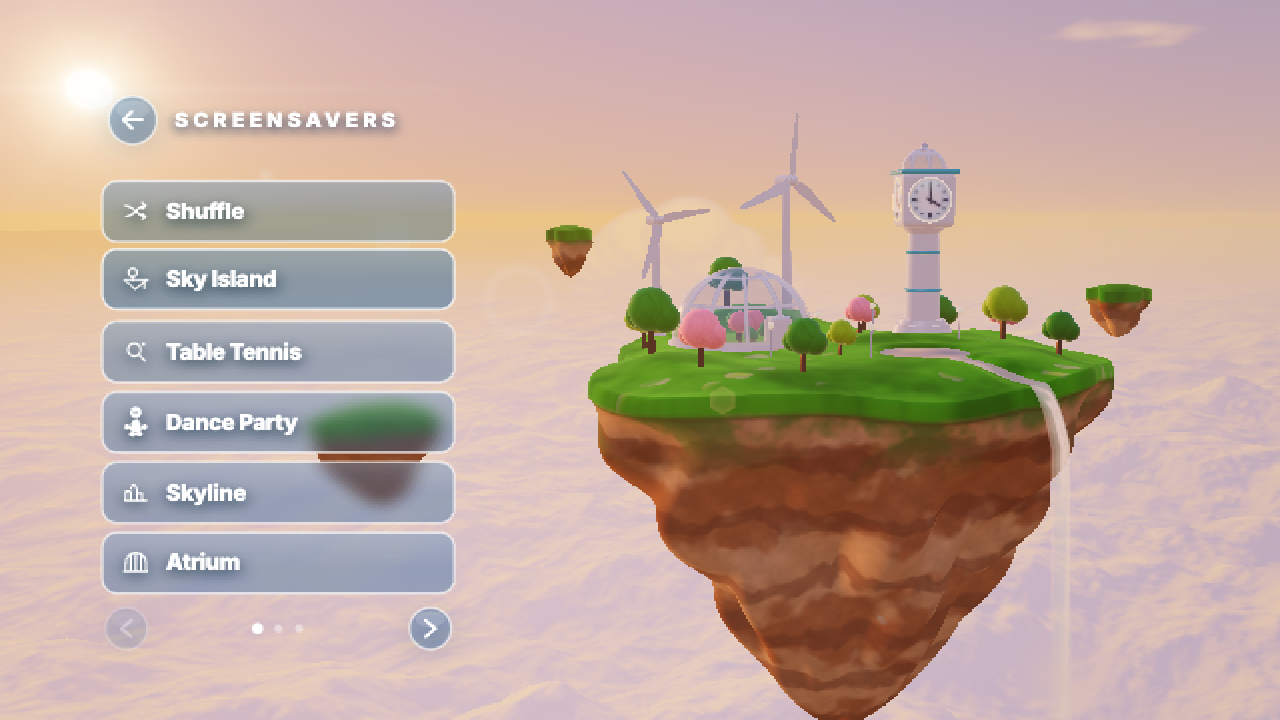 SCREENSAVERS
Shuffle
Sky Island
Table Tennis
Dance Party
Skyline
Atrium